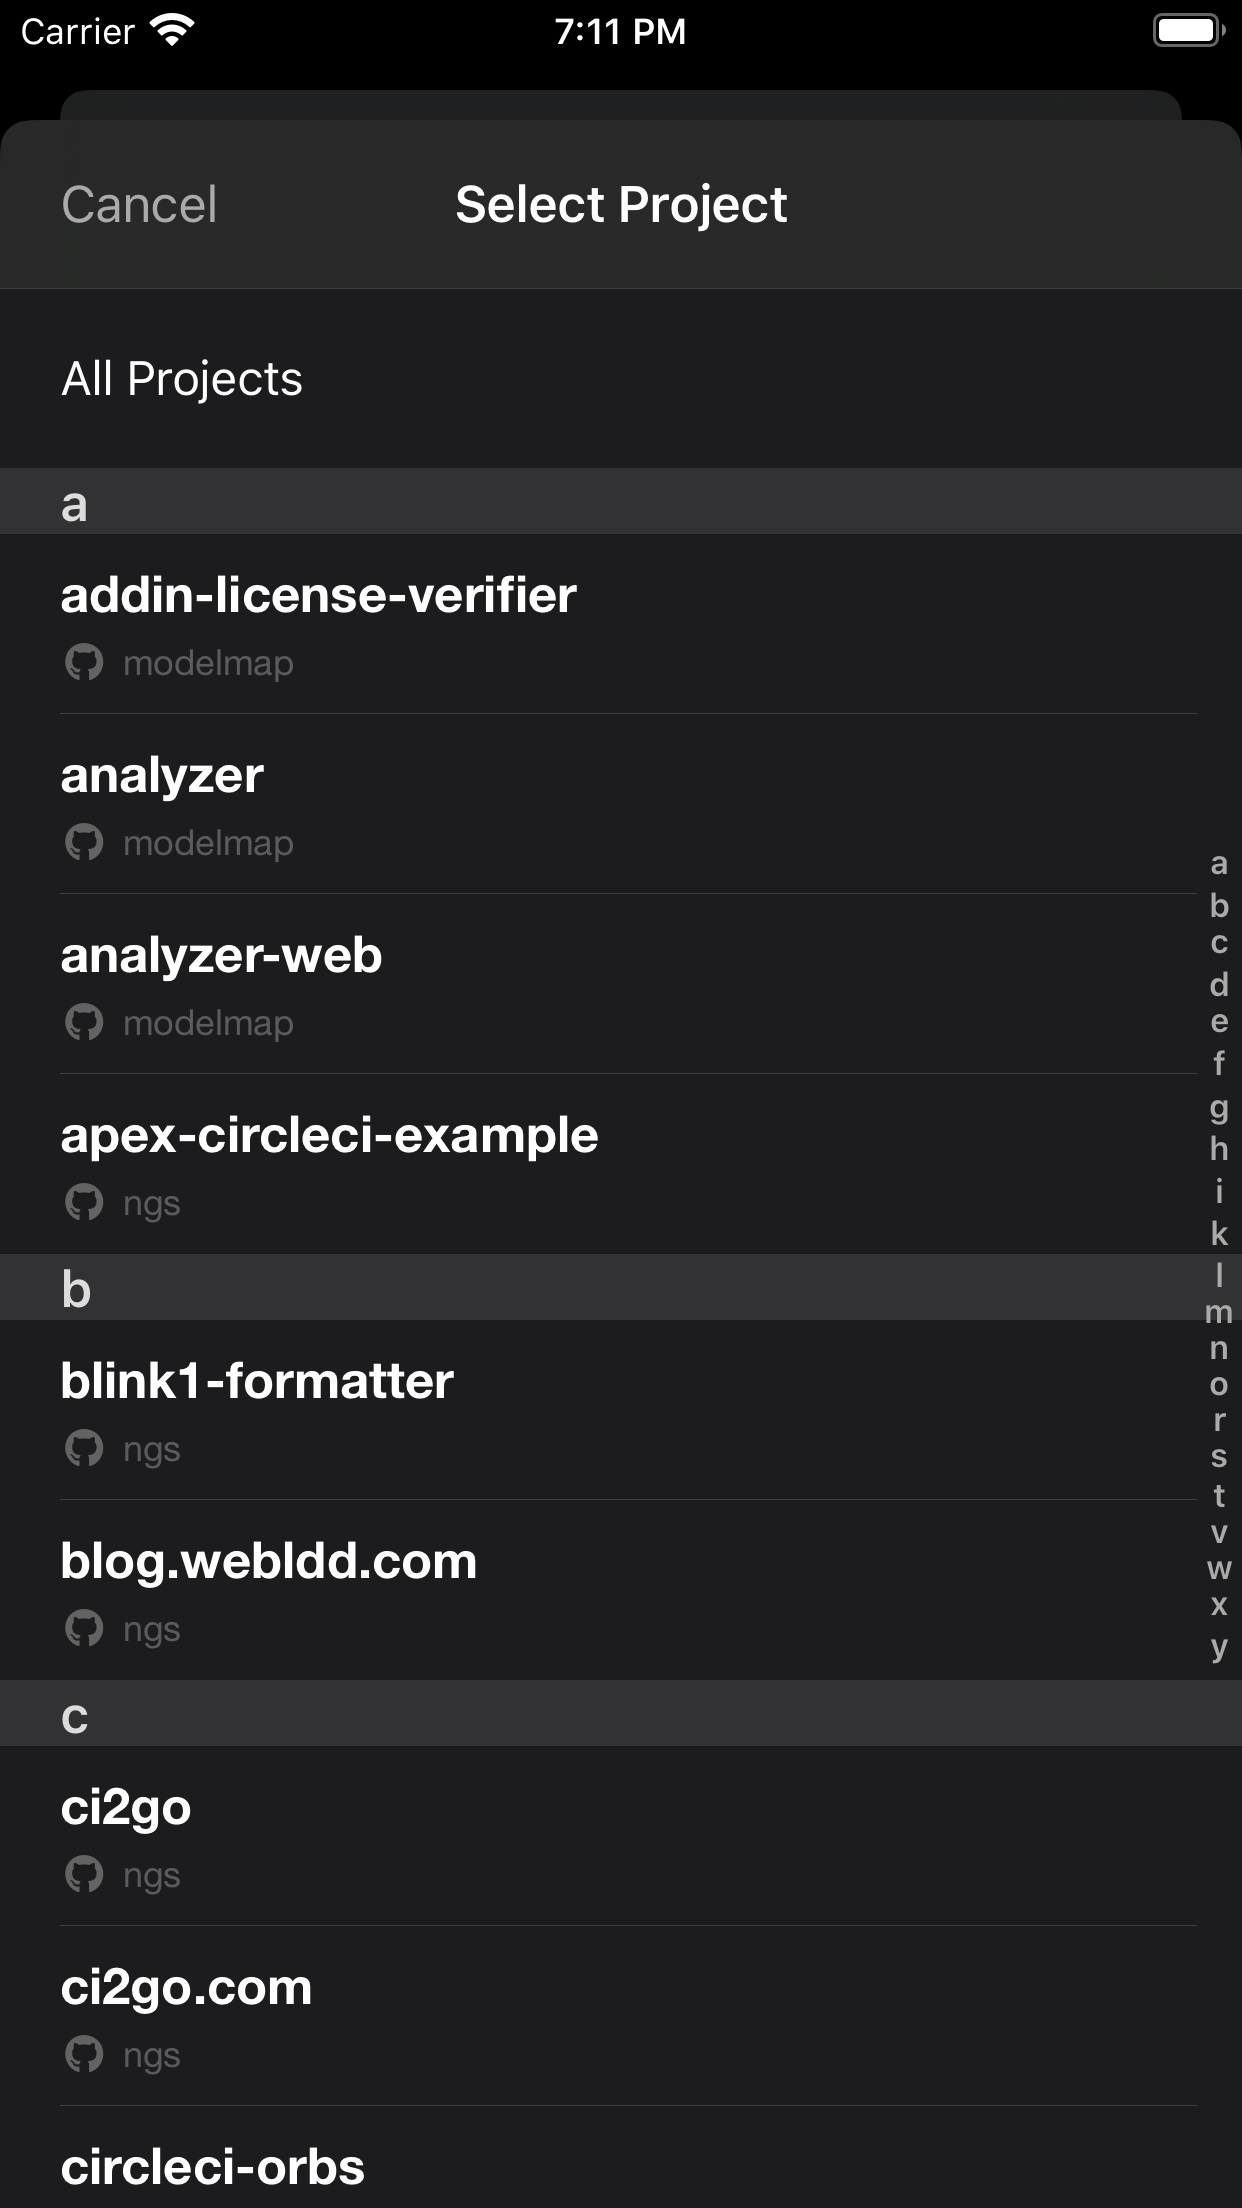 Carrier 7:11 PM
Cancel Select Project
All Projects
a
addin-license-verifier
modelmap
analyzer
modelmap
analyzer-web
modelmap
apex-circleci-example
ngs
b
blink1-formatter
ngs
blog.webldd.com
ngs
c
ci2go
ngs
ci2go.com
ngs
circleci-orbs
a
b
c
d
e
f
g
h
i
k
l
m
n
o
r
s
t
v
w
x
y